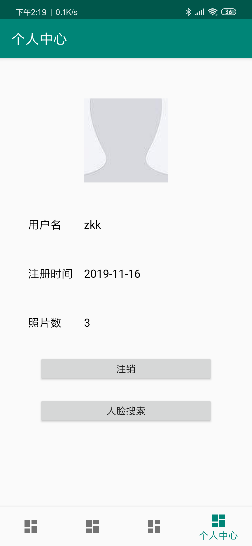 下午2:19 | 0.1K/s
个人中心
用户名 zkk
注册时间 2019-11-16
照片数 3
注销
人脸搜索
个人中心